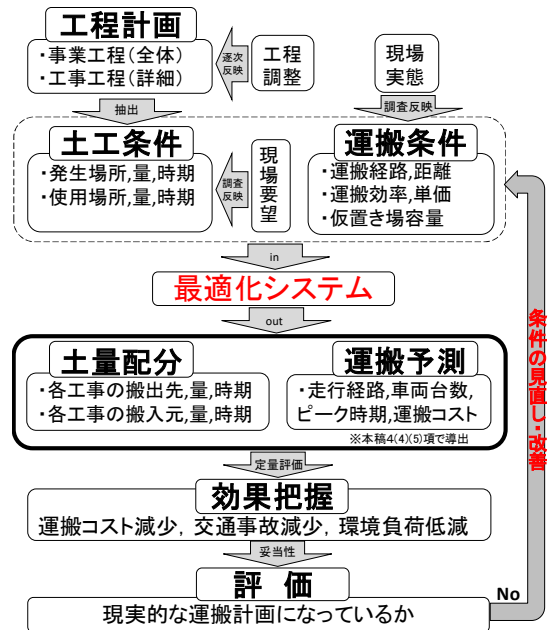 工程計画
・事業工程(全体)
・工事工程(詳細)
逐次
反映
工程
調整
現場
実態
抽出
調査反映
土工条件
・発生場所,量,時期
・使用場所,量,時期
調査
反映
現場要望
運搬条件
・運搬経路,距離
・運搬効率,単価
・仮置き場容量
in
最適化システム
out
土量配分
・各工事の搬出先,量,時期
・各工事の搬入元,量,時期
運搬予測
・走行経路,車両台数,
ピーク時期,運搬コスト
※本稿4(4)(5)項で導出
定量評価
効果把握
運搬コスト減少, 交通事故減少, 環境負荷低減
妥当性
評 価
現実的な運搬計画になっているか
No
条件の見直し・改善